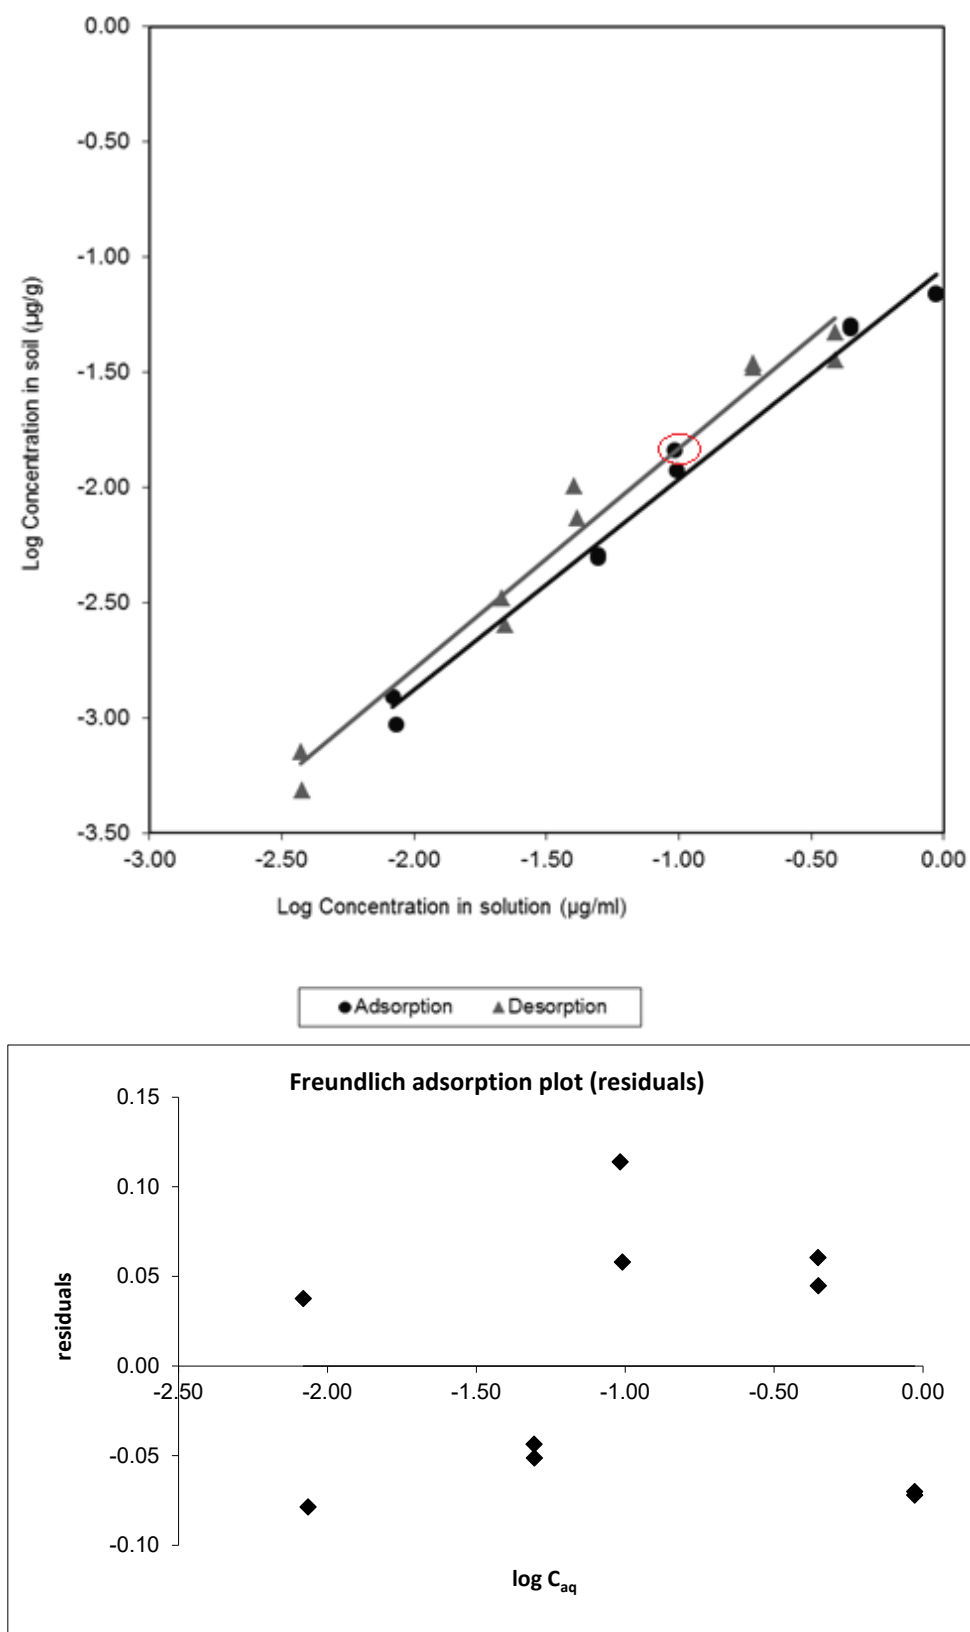 0.00
-0.50
-1.00
-1.50
-2.00
-2.50
-3.00
-3.50
Log Concentration in soil (µg/g)
-3.00 -2.50 -2.00 -1.50 -1.00 -0.50 0.00
Log Concentration in solution (µg/ml)
Adsorption Desorption
Freundlich adsorption plot (residuals)
0.15
0.10
0.05
0.00
-0.05
-0.10
residuals
-2.50 -2.00 -1.50 -1.00 -0.50 0.00
log Caq